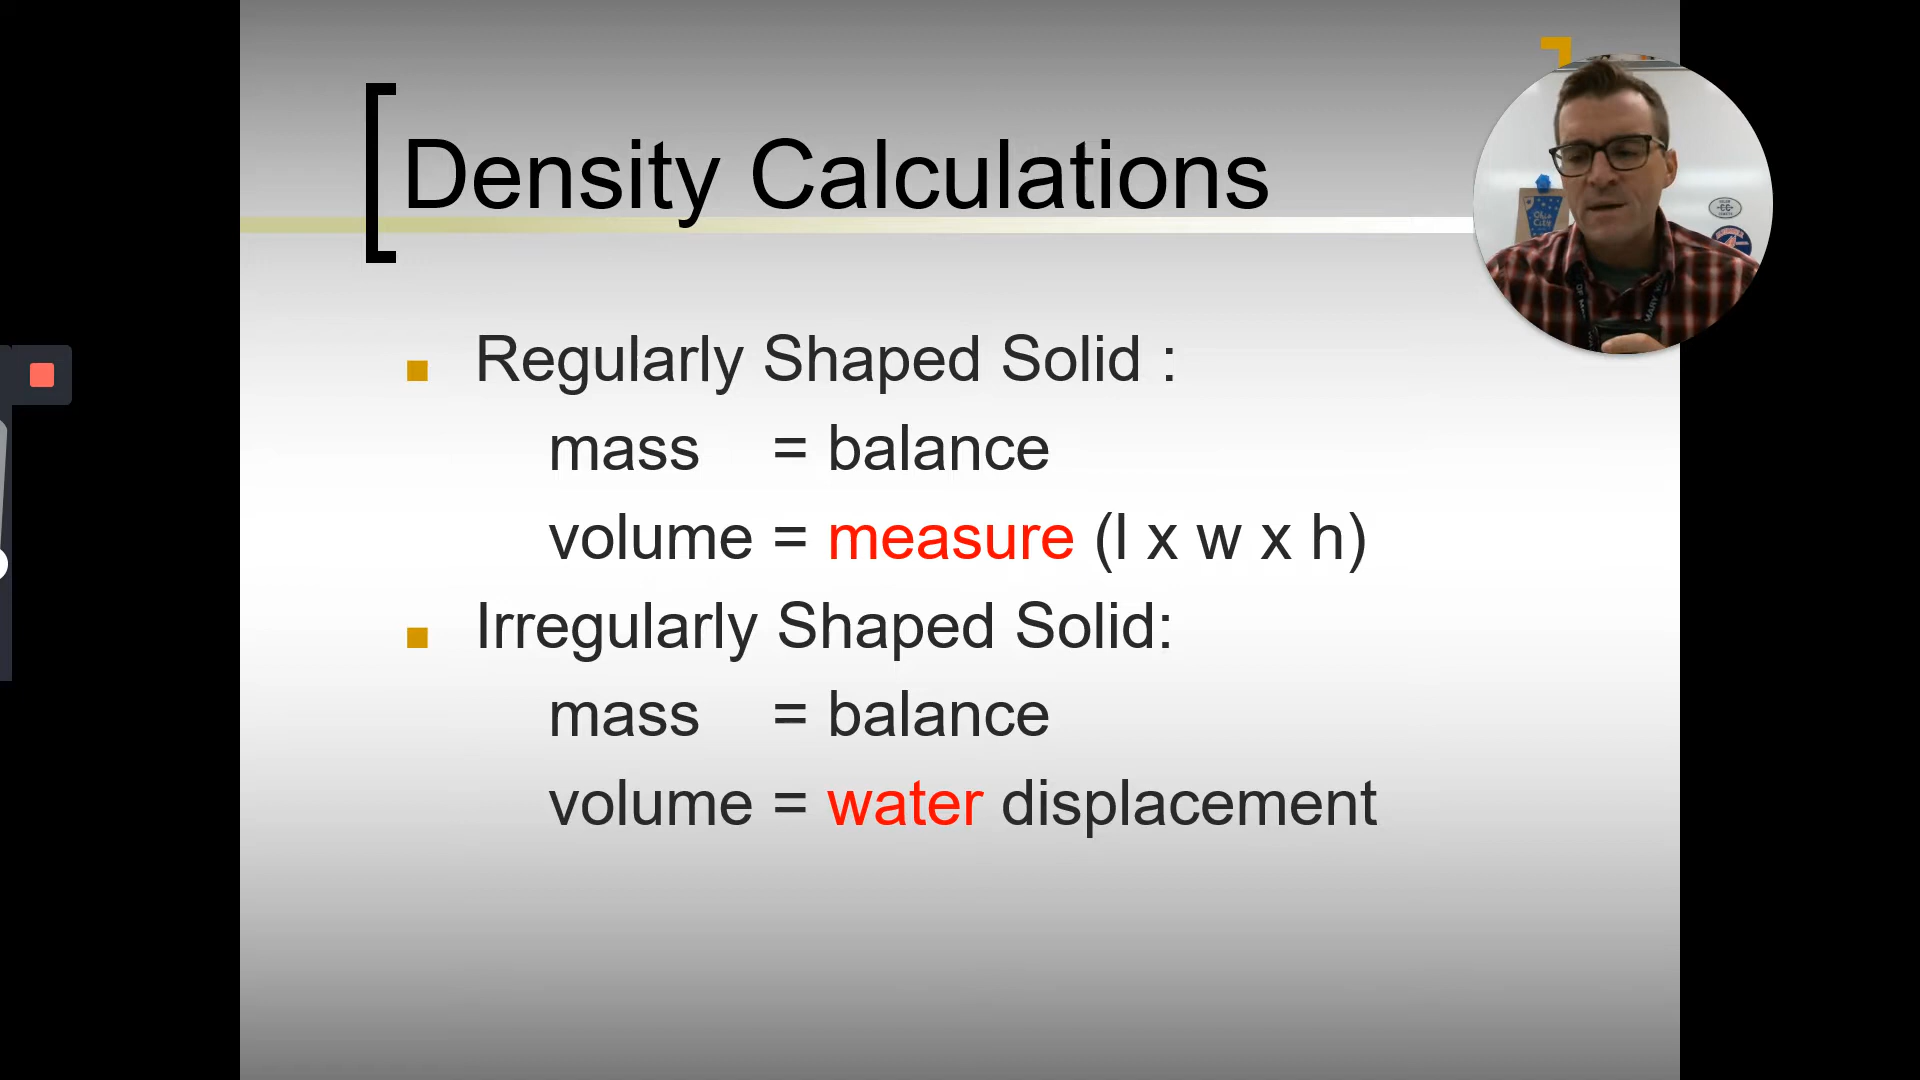 Density Calculations
Regularly Shaped Solid :
mass = balance
volume = measure (l x w x h)
Irregularly Shaped Solid:
mass = balance
volume = water displacement